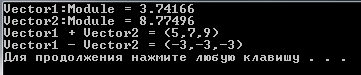 Vector1:Module = 3.74166
Vector2:Module = 8.77496
Vector1 + Vector2 = (5,7,9)
Vector1 - Vector2 = (-3,-3,-3)
Для продолжения нажмите любую клавишу . . .